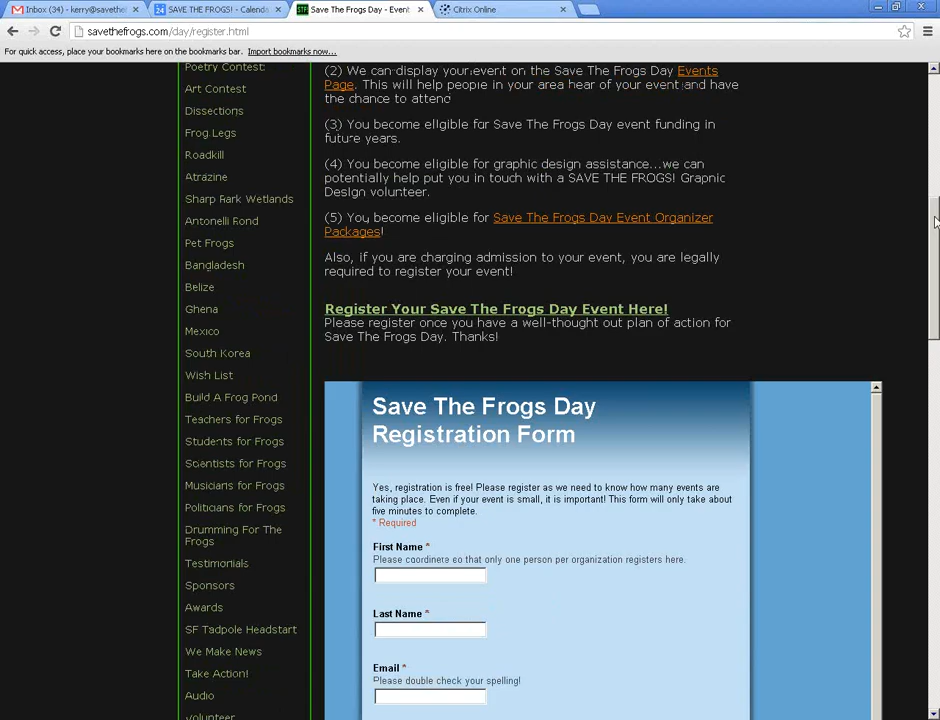 Inbox (34) - kerry@savethe
SAVE THE FROGS! - Calenda
Save The Frogs Day - Event
Citrix Online
savethefrogs.com/day/register.html
For quick access, place your bookmarks here on the bookmarks bar. Import bookmarks now...
Poetry Contest
Art Contest
Dissections
Frog Legs
Roadkill
Atrazine
Sharp Park Wetlands
Antonelli Pond
Pet Frogs
Bangladesh
Belize
Ghana
Mexico
South Korea
Wish List
Build A Frog Pond
Teachers for Frogs
Students for Frogs
Scientists for Frogs
Musicians for Frogs
Politicians for Frogs
Drumming For The
Frogs
Testimonials
Sponsors
Awards
SF Tadpole Headstart
We Make News
Take Action!
Audio
Volunteer
(2) We can display your event on the Save The Frogs Day Events
Page. This will help people in your area hear of your event and have
the chance to attend
(3) You become eligible for Save The Frogs Day event funding in
future years.
(4) You become eligible for graphic design assistance...we can
potentially help put you in touch with a SAVE THE FROGS! Graphic
Design volunteer.
(5) You become eligible for Save The Frogs Day Event Organizer
Packages!
Also, if you are charging admission to your event, you are legally
required to register your event!
Register Your Save The Frogs Day Event Here!
Please register once you have a well-thought out plan of action for
Save The Frogs Day. Thanks!
Save The Frogs Day
Registration Form
Yes, registration is free! Please register as we need to know how many events are
taking place. Even if your event is small, it is important! This form will only take about
five minutes to complete.
* Required
First Name *
Please coordinate so that only one person per organization registers here.
Last Name *
Email *
Please double check your spelling!